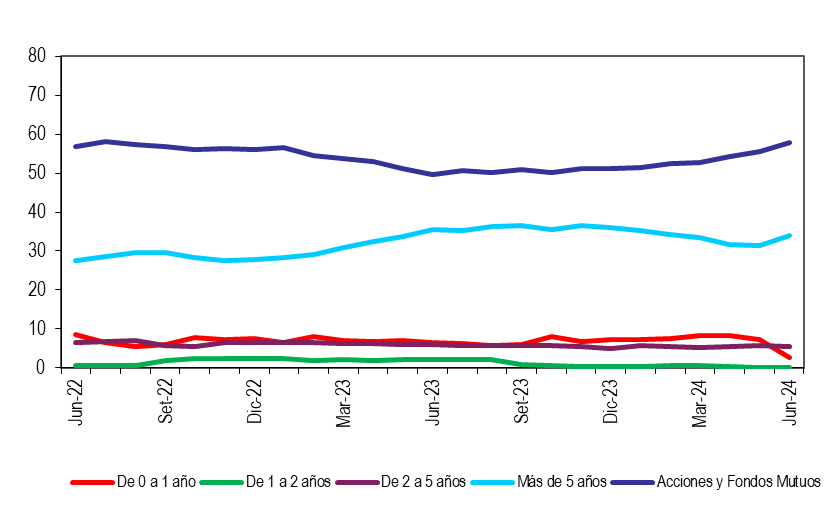 80
70
60
50
40
30
20
10
0
Jun-22
Set-22
Dic-22
Mar-23
Jun-23
Set-23
Dic-23
Mar-24
Jun-24
De 0 a 1 año
De 1 a 2 años
De 2 a 5 años
Más de 5 años
Acciones y Fondos Mutuos